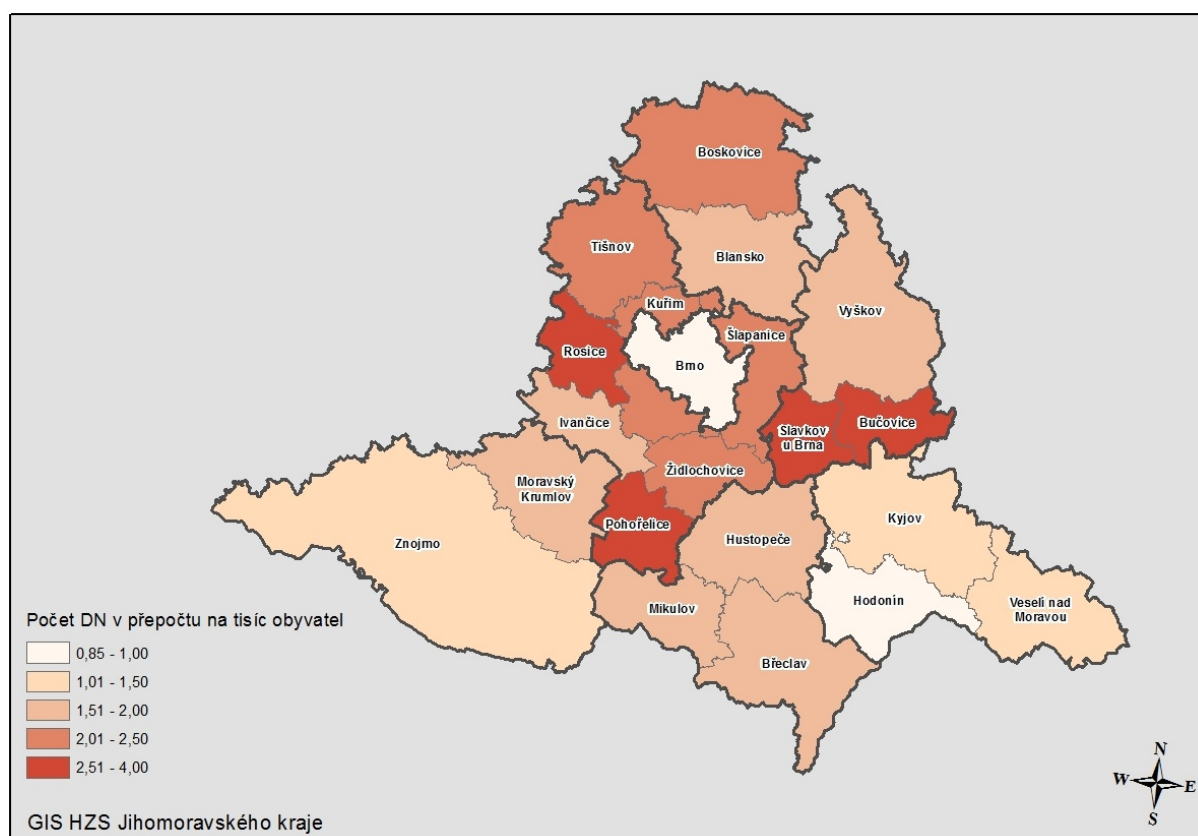 Boskovice
Tišnov
Blansko
Kuřim
Vyškov
Šlapanice
Rosice
Brno
Ivančice
Slavkov
u Brna
Bučovice
Židlochovice
Moravský
Krumlov
Pohořelice
Kyjov
Znojmo
Hustopeče
Hodonín
Mikulov
Veselí nad
Moravou
Břeclav
Počet DN v přepočtu na tisíc obyvatel
0,85 - 1,00
1,01 - 1,50
1,51 - 2,00
2,01 - 2,50
2,51 - 4,00
N
W
E
S
GIS HZS Jihomoravského kraje